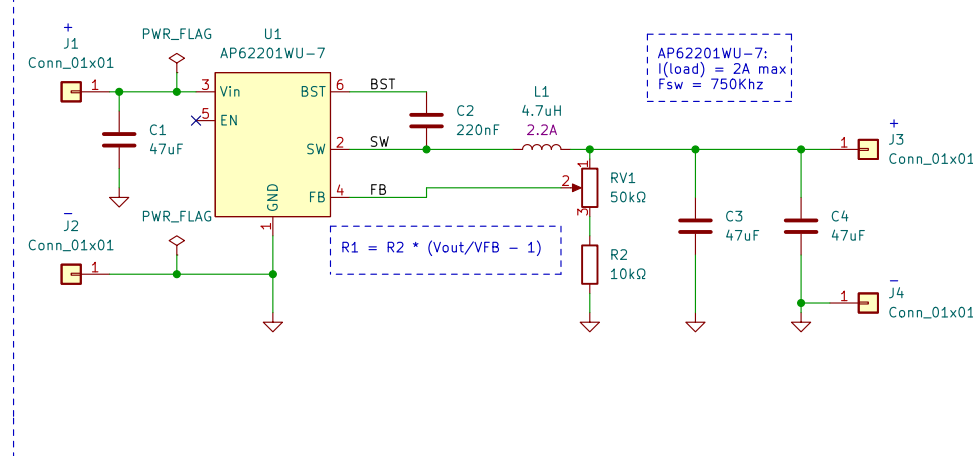 +
J1
Conn_01x01
1
PWR_FLAG
U1
AP62201WU-7
3
Vin
5
EN
BST
6
BST
SW
2
SW
FB
4
FB
GND
1
C1
47uF
−
J2
Conn_01x01
1
PWR_FLAG
C2
220nF
L1
4.7uH
2.2A
R1 = R2 * (Vout/VFB - 1)
1
2
3
RV1
50kΩ
R2
10kΩ
AP62201WU-7:
I(load) = 2A max
Fsw = 750Khz
C3
47uF
C4
47uF
+
1
J3
Conn_01x01
−
1
J4
Conn_01x01